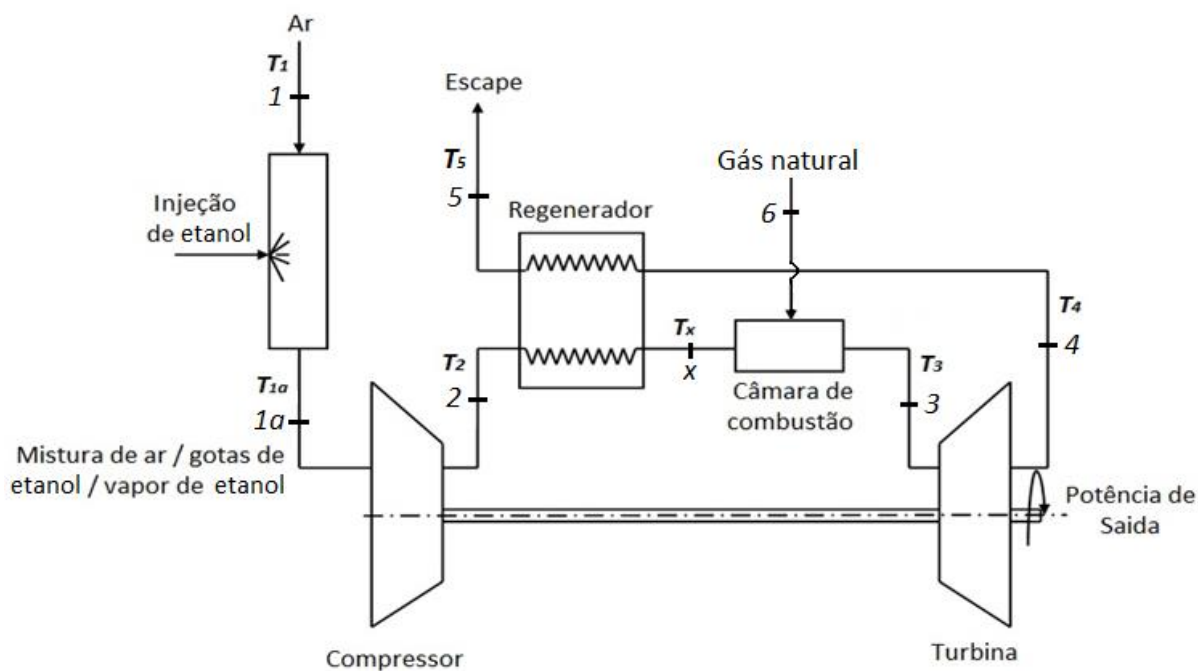 Ar
T1
1
Escape
T5
5
Gás natural
6
Injeção
de etanol
Regenerador
T1a
1a
T2
2
Tx
x
Câmara de
combustão
T3
3
T4
4
Mistura de ar / gotas de
etanol / vapor de etanol
Potência de
Saida
Compressor
Turbina